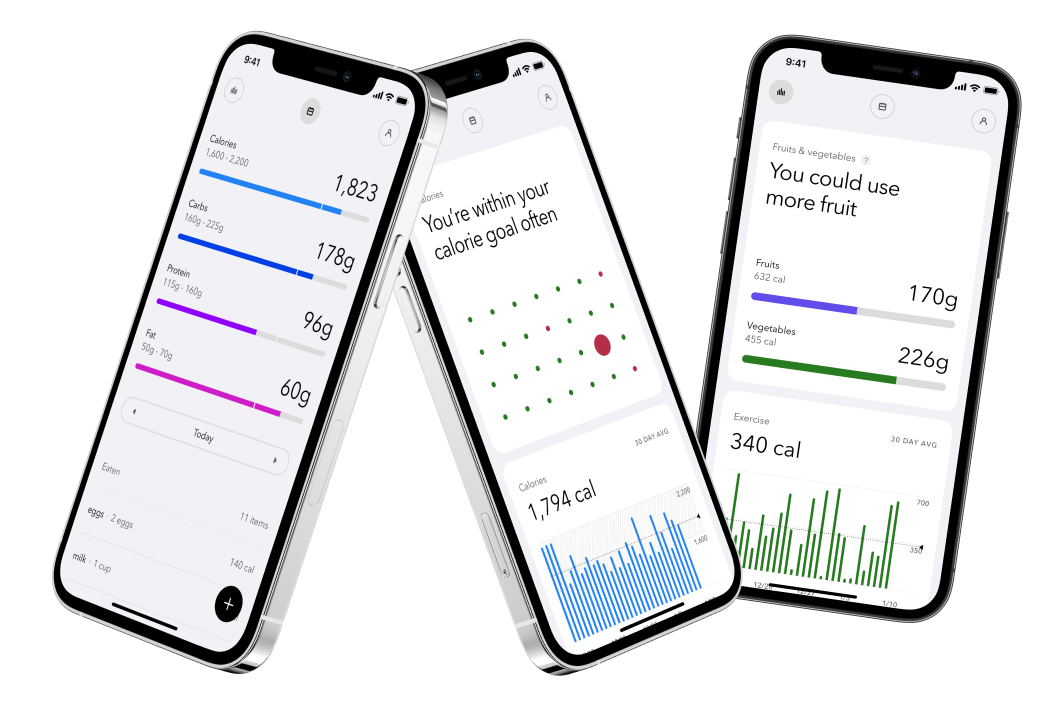 9:41
Calories
1,600 - 2,200
1,823
Carbs
160g - 225g
178g
Protein
115g - 160g
96g
Fat
50g - 70g
60g
Today
Eaten
11 items
eggs · 2 eggs
140 cal
milk · 1 cup
+
You're within your
calorie goal often
30 DAY AVG
Calories
1,794 cal
2,200
1,600
9:41
Fruits & vegetables ?
You could use
more fruit
Fruits
632 cal
170g
Vegetables
455 cal
226g
Exercise
30 DAY AVG
340 cal
700
350
1/10